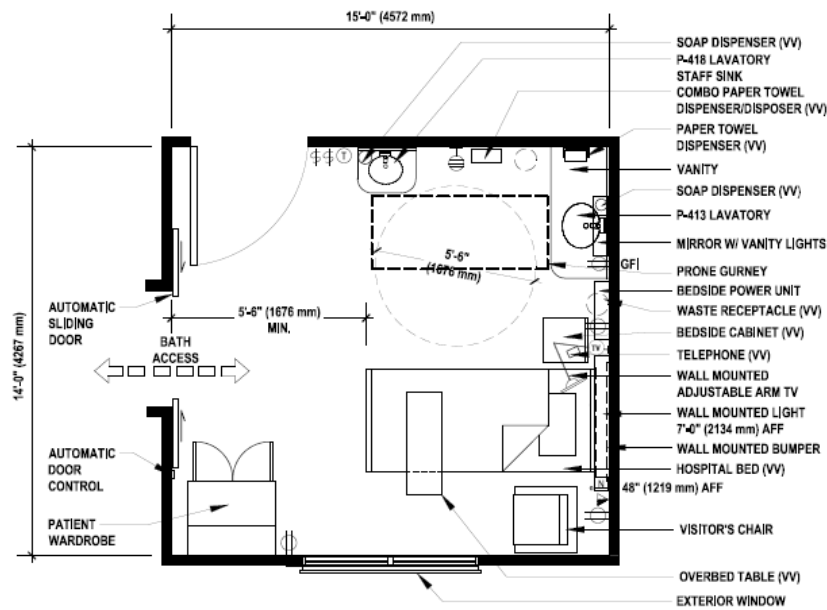 15'-0" (4572 mm)
SOAP DISPENSER (VV)
P-418 LAVATORY
STAFF SINK
COMBO PAPER TOWEL
DISPENSER/DISPOSER (VV)
PAPER TOWEL
DISPENSER (VV)
VANITY
SOAP DISPENSER (VV)
P-413 LAVATORY
MIRROR W/ VANITY LIGHTS
GFI
PRONE GURNEY
BEDSIDE POWER UNIT
WASTE RECEPTACLE (VV)
BEDSIDE CABINET (VV)
TELEPHONE (VV)
WALL MOUNTED
ADJUSTABLE ARM TV
WALL MOUNTED LIGHT
7'-0" (2134 mm) AFF
WALL MOUNTED BUMPER
HOSPITAL BED (VV)
48" (1219 mm) AFF
VISITOR'S CHAIR
OVERBED TABLE (VV)
EXTERIOR WINDOW
T
5'-6"
(1676 mm)
5'-6" (1676 mm)
MIN.
TV
N
AUTOMATIC
SLIDING
DOOR
BATH
ACCESS
14'-0" (4267 mm)
AUTOMATIC
DOOR
CONTROL
PATIENT
WARDROBE